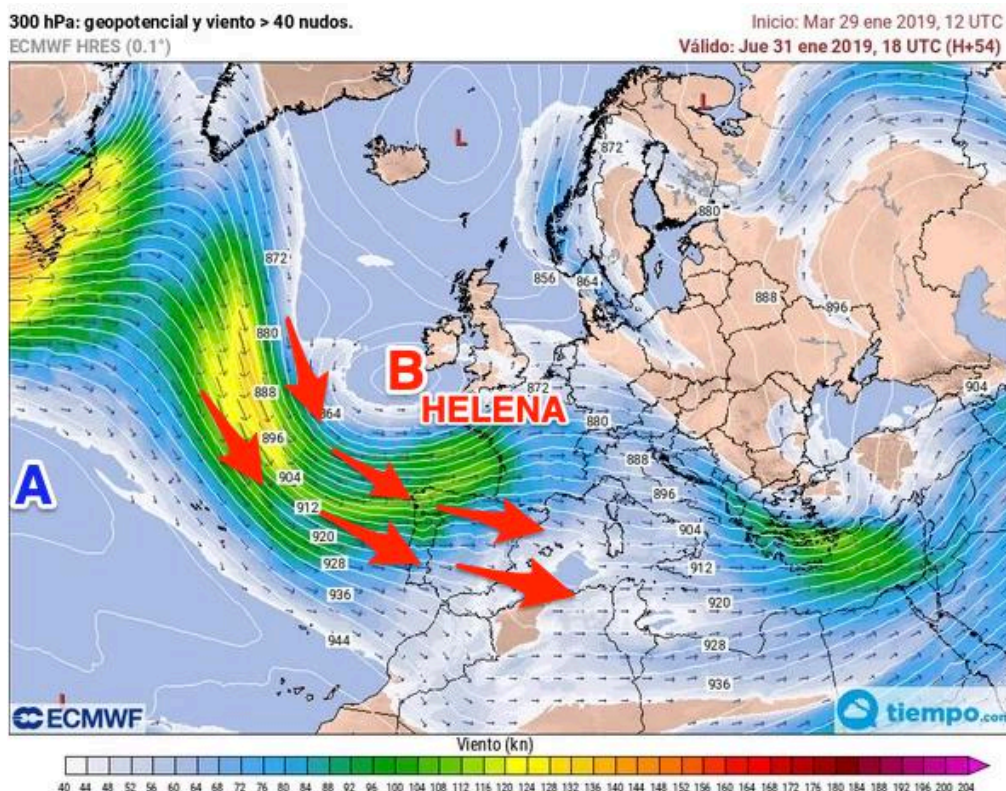 300 hPa: geopotencial y viento > 40 nudos.
Inicio: Mar 29 ene 2019, 12 UTC
ECMWF HRES (0.1°)
Válido: Jue 31 ene 2019, 18 UTC (H+54)
L
L
872
880
872
856
864
880
888
896
B
872
904
888
864
HELENA
880
896
888
A
904
896
912
904
920
912
928
936
920
944
928
936
L
ECMWF
tiempo.com
Viento (kn)
40 44 48 52 56 60 64 68 72 76 80 84 88 92 96 100 104 108 112 116 120 124 128 132 136 140 144 148 152 156 160 164 168 172 176 180 184 188 192 196 200 204